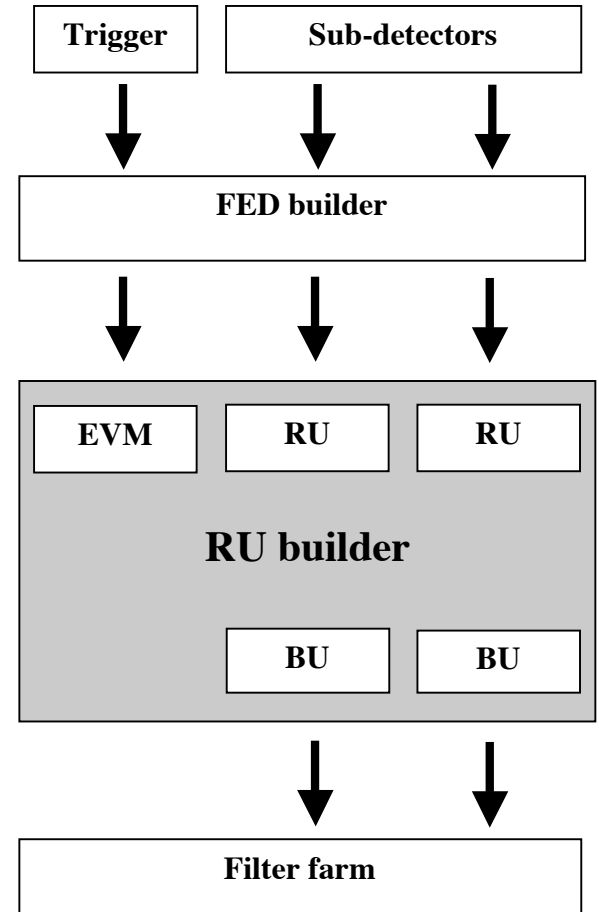 Trigger
Sub-detectors
FED builder
EVM
RU
RU
RU builder
BU
BU
Filter farm